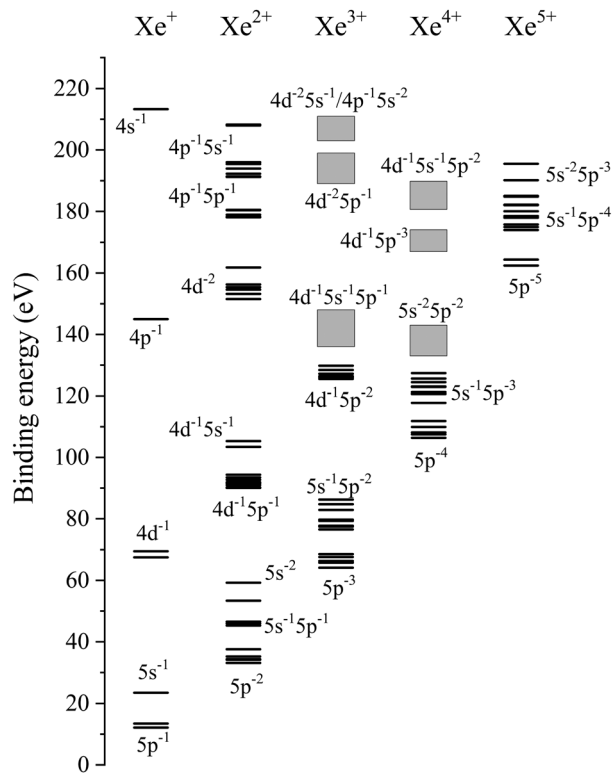 Xe⁺ Xe²⁺ Xe³⁺ Xe⁴⁺ Xe⁵⁺
Binding energy (eV)
220
200
180
160
140
120
100
80
60
40
20
0
4s⁻¹
4p⁻¹
4d⁻¹
5s⁻¹
5p⁻¹
4p⁻¹5s⁻¹
4p⁻¹5p⁻¹
4d⁻²
4d⁻¹5s⁻¹
4d⁻¹5p⁻¹
5s⁻²
5s⁻¹5p⁻¹
5p⁻²
4d⁻²5s⁻¹/4p⁻¹5s⁻²
4d⁻²5p⁻¹
4d⁻¹5s⁻¹5p⁻¹
4d⁻¹5p⁻²
5s⁻¹5p⁻²
5p⁻³
4d⁻¹5s⁻¹5p⁻²
4d⁻¹5p⁻³
5s⁻²5p⁻²
5s⁻¹5p⁻³
5p⁻⁴
5s⁻²5p⁻³
5s⁻¹5p⁻⁴
5p⁻⁵